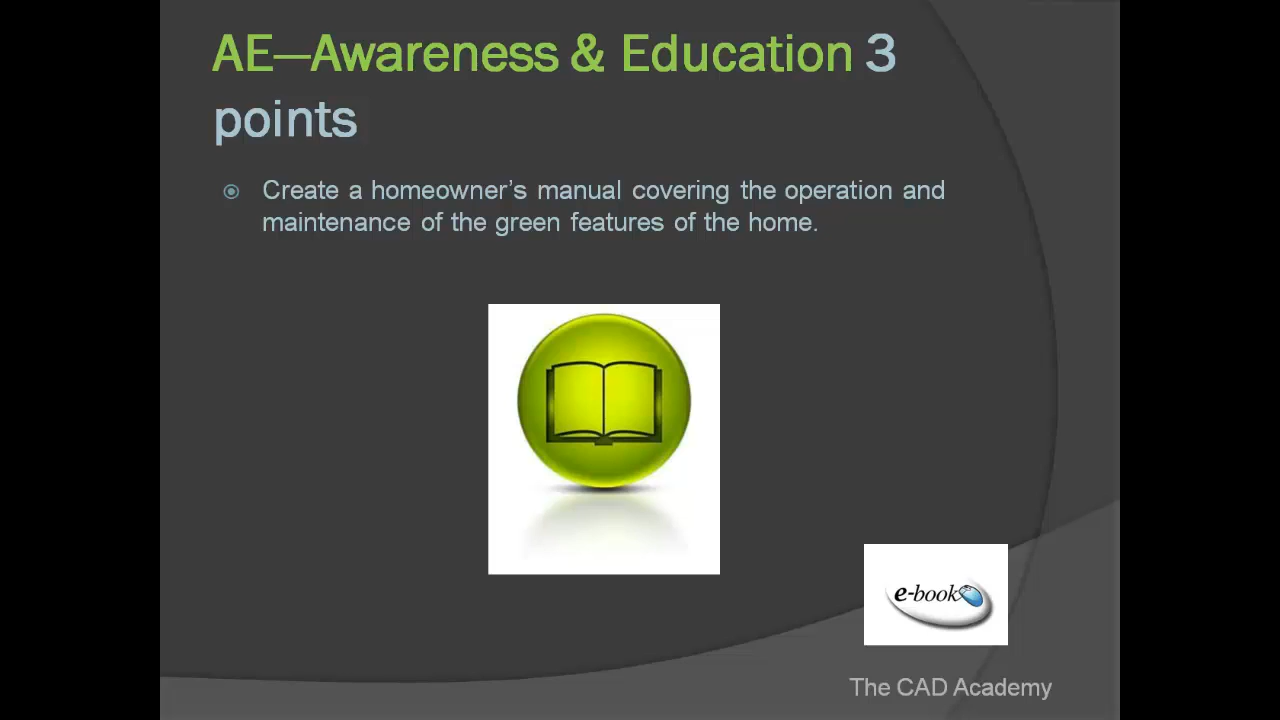 AE—Awareness & Education 3
points
Create a homeowner’s manual covering the operation and
maintenance of the green features of the home.
e-book
The CAD Academy